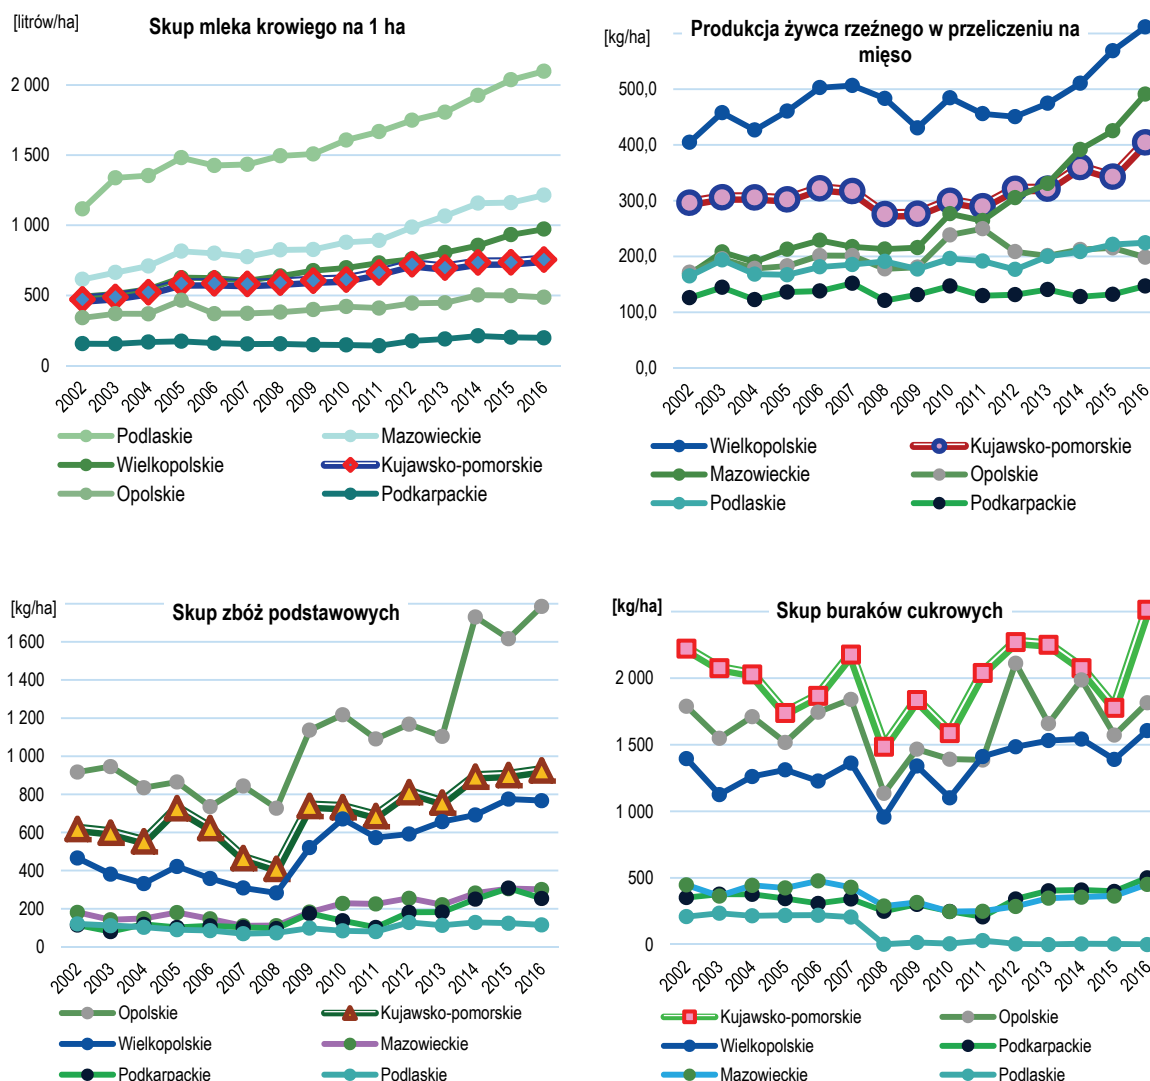 [litrów/ha]
Skup mleka krowiego na 1 ha
2 000
1 500
1 000
500
0
2002 2003 2004 2005 2006 2007 2008 2009 2010 2011 2012 2013 2014 2015 2016
Podlaskie Mazowieckie
Wielkopolskie Kujawsko-pomorskie
Opolskie Podkarpackie
[kg/ha]
Produkcja żywca rzeźnego w przeliczeniu na
mięso
500,0
400,0
300,0
200,0
100,0
0,0
2002 2003 2004 2005 2006 2007 2008 2009 2010 2011 2012 2013 2014 2015 2016
Wielkopolskie Kujawsko-pomorskie
Mazowieckie Opolskie
Podlaskie Podkarpackie
[kg/ha]
Skup zbóż podstawowych
1 600
1 400
1 200
1 000
800
600
400
200
0
2002 2003 2004 2005 2006 2007 2008 2009 2010 2011 2012 2013 2014 2015 2016
Opolskie Kujawsko-pomorskie
Wielkopolskie Mazowieckie
Podkarpackie Podlaskie
[kg/ha]
Skup buraków cukrowych
2 000
1 500
1 000
500
0
2002 2003 2004 2005 2006 2007 2008 2009 2010 2011 2012 2013 2014 2015 2016
Kujawsko-pomorskie Opolskie
Wielkopolskie Podkarpackie
Mazowieckie Podlaskie